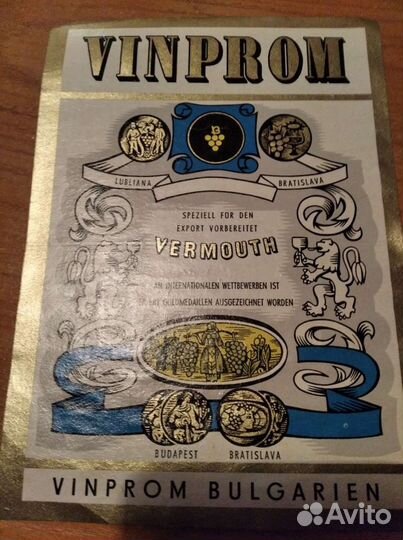 VINPROM
LUBLIANA BRATISLAVA
SPEZIELL FOR DEN
EXPORT VORBEREITET
VERMOUTH
AN INTERNATIONALEN WETTBEWERBEN IST
GOLDMEDAILLEN AUSGEZEICHNET WORDEN
BUDAPEST BRATISLAVA
VINPROM BULGARIEN
Avito